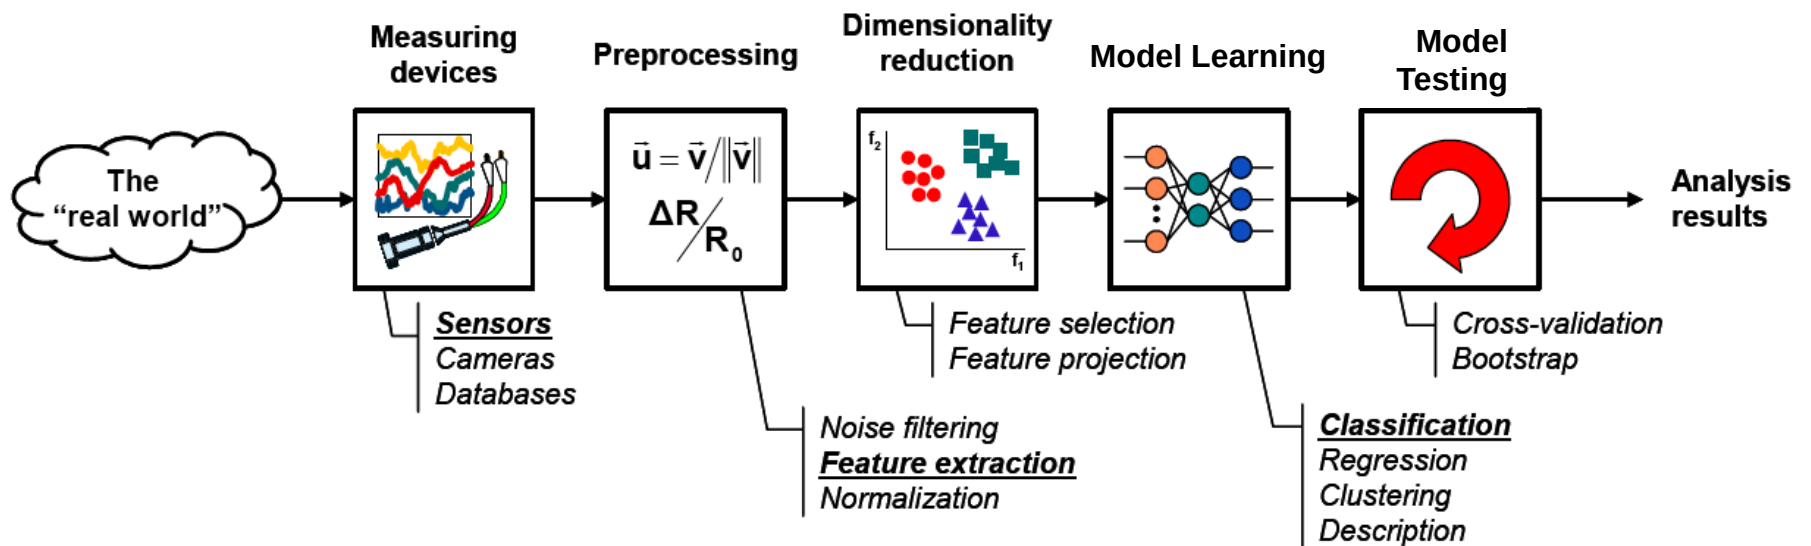 Measuring
devices
Preprocessing
Dimensionality
reduction
Model Learning
Model
Testing
The
“real world”
u⃗ = v⃗/‖v⃗‖
ΔR/R₀
f₂
f₁
Analysis
results
Sensors
Cameras
Databases
Noise filtering
Feature extraction
Normalization
Feature selection
Feature projection
Classification
Regression
Clustering
Description
Cross-validation
Bootstrap